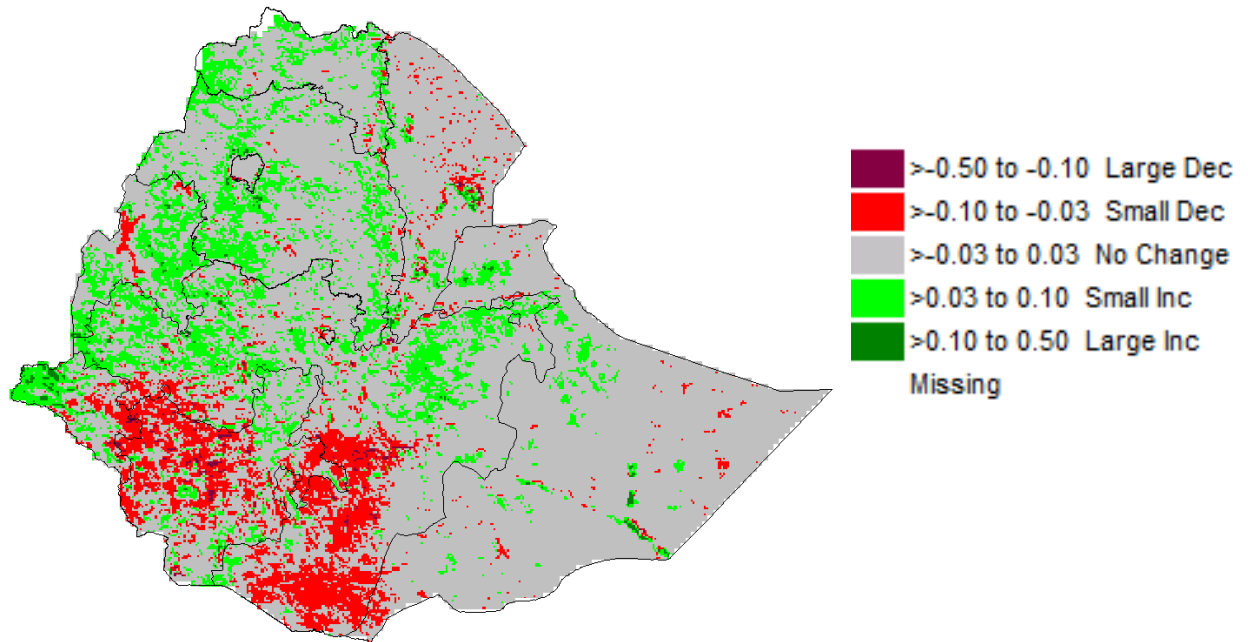 >-0.50 to -0.10 Large Dec
>-0.10 to -0.03 Small Dec
>-0.03 to 0.03 No Change
>0.03 to 0.10 Small Inc
>0.10 to 0.50 Large Inc
Missing